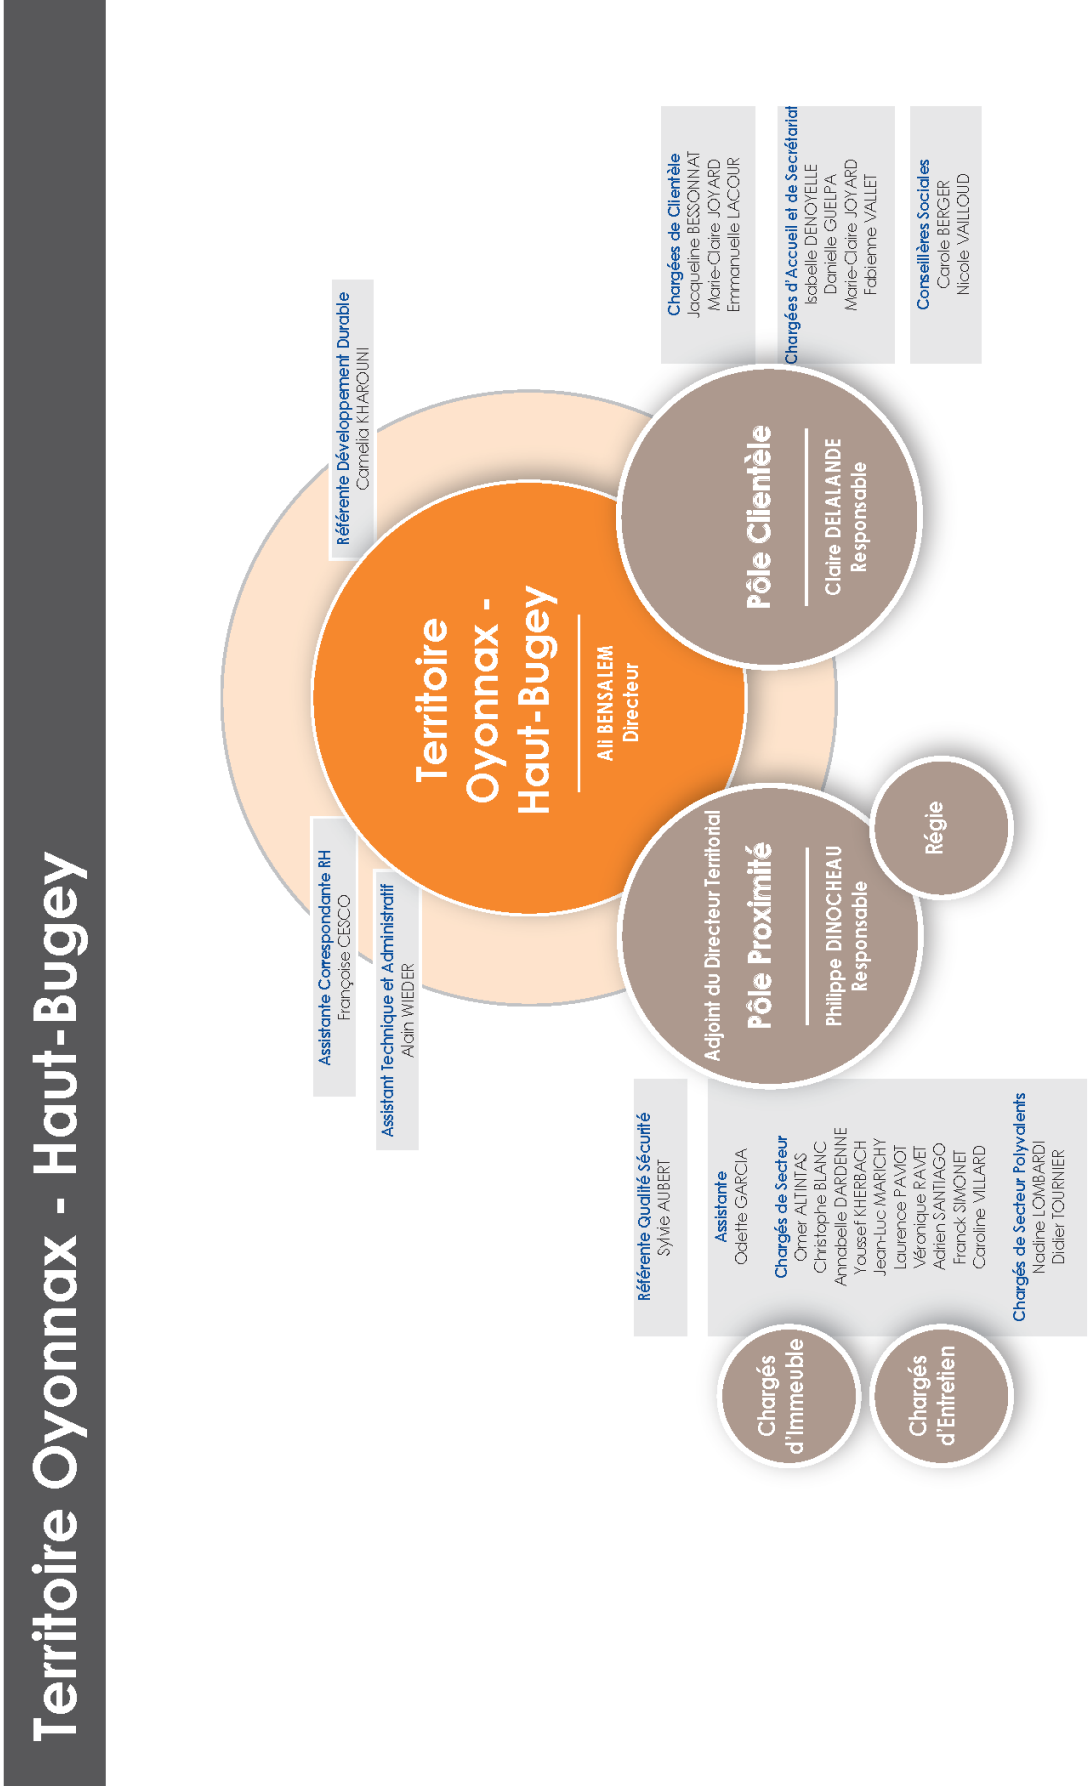 Territoire Oyonnax - Haut-Bugey
Assistante Correspondante RH
Françoise CESCO
Assistant Technique et Administratif
Alain WIEDER
Référente Développement Durable
Camelia KHAROUNI
Territoire
Oyonnax -
Haut-Bugey
Ali BENSALEM
Directeur
Référente Qualité Sécurité
Sylvie AUBERT
Assistante
Odette GARCIA
Chargés de Secteur
Omer ALTINTAS
Christophe BLANC
Annabelle DARDENNE
Youssef KHERBACH
Jean-Luc MARICHY
Laurence PAVIOT
Véronique RAVET
Adrien SANTIAGO
Franck SIMONET
Caroline VILLARD
Chargés de Secteur Polyvalents
Nadine LOMBARDI
Didier TOURNIER
Chargés
d'Immeuble
Chargés
d'Entretien
Adjoint du Directeur Territorial
Pôle Proximité
Philippe DINOCHEAU
Responsable
Régie
Pôle Clientèle
Claire DELALANDE
Responsable
Chargées de Clientèle
Jacqueline BESSONNAT
Marie-Claire JOYARD
Emmanuelle LACOUR
Chargées d'Accueil et de Secrétariat
Isabelle DENOYELLE
Danielle GUELPA
Marie-Claire JOYARD
Fabienne VALLET
Conseillères Sociales
Carole BERGER
Nicole VAILLOUD